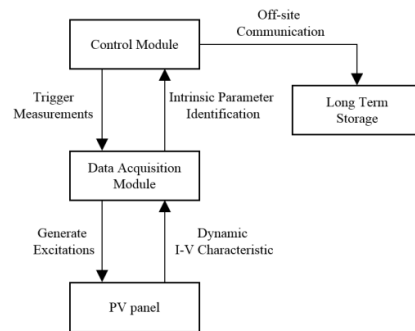 Off-site
Communication
Control Module
Trigger
Measurements
Intrinsic Parameter
Identification
Long Term
Storage
Data Acquisition
Module
Generate
Excitations
Dynamic
I-V Characteristic
PV panel